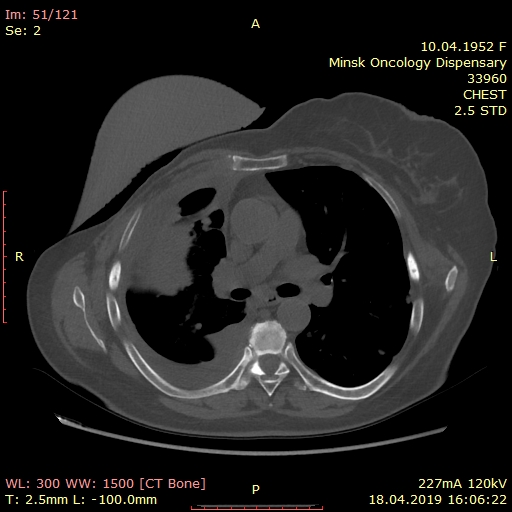 Im: 51/121
Se: 2
A
10.04.1952 F
Minsk Oncology Dispensary
33960
CHEST
2.5 STD
R
L
WL: 300 WW: 1500 [CT Bone]
T: 2.5mm L: -100.0mm
P
227mA 120kV
18.04.2019 16:06:22